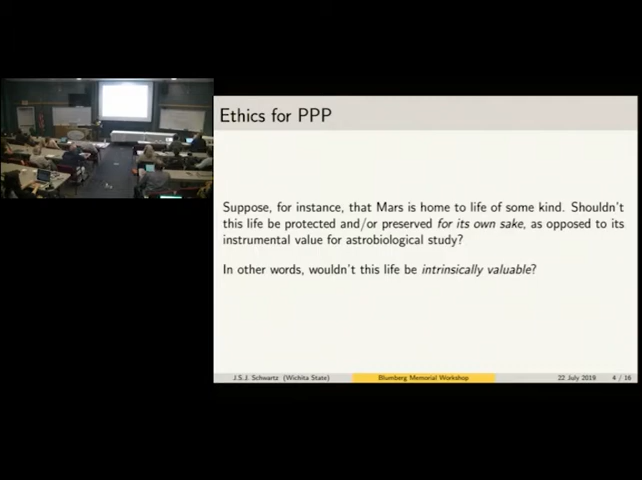 Ethics for PPP
Suppose, for instance, that Mars is home to life of some kind. Shouldn't
this life be protected and/or preserved for its own sake, as opposed to its
instrumental value for astrobiological study?
In other words, wouldn't this life be intrinsically valuable?
J.S.J. Schwartz (Wichita State) Blumberg Memorial Workshop 22 July 2019 4 / 16